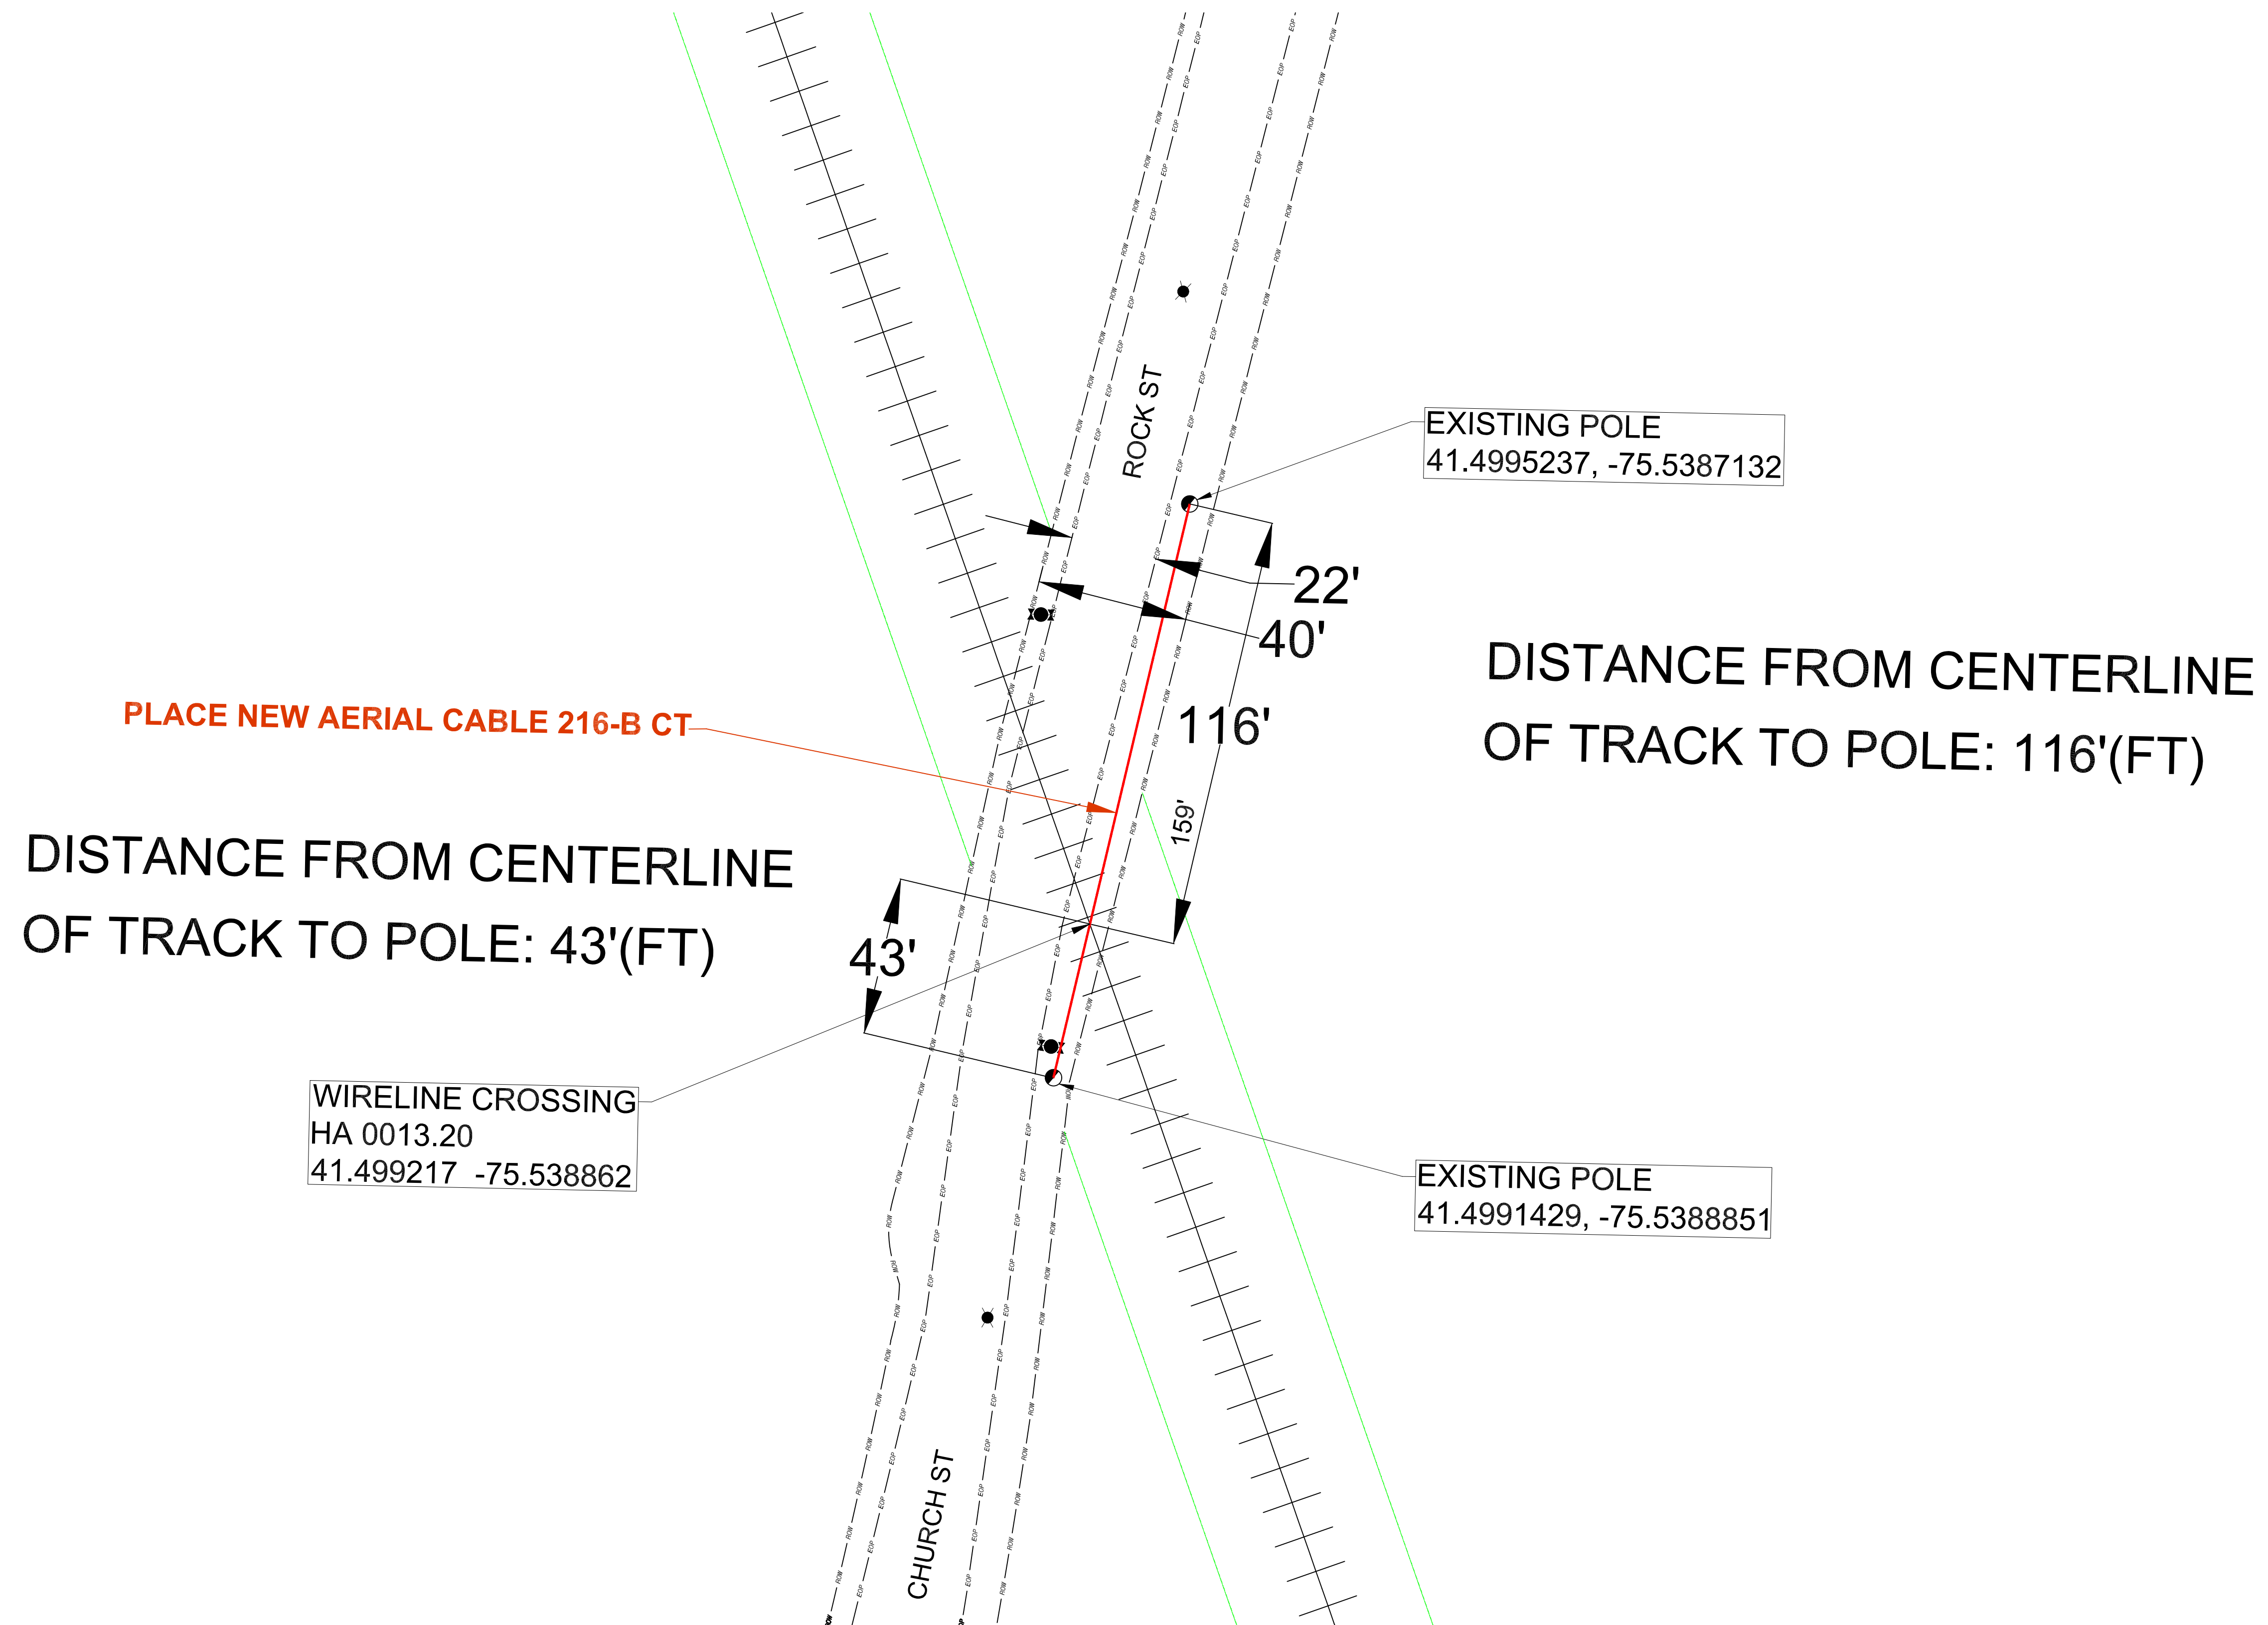 ROCK ST
EXISTING POLE
41.4995237, -75.5387132
22'
40'
DISTANCE FROM CENTERLINE
OF TRACK TO POLE: 116'(FT)
116'
159'
PLACE NEW AERIAL CABLE 216-B CT
DISTANCE FROM CENTERLINE
OF TRACK TO POLE: 43'(FT)
43'
WIRELINE CROSSING
HA 0013.20
41.499217 -75.538862
EXISTING POLE
41.4991429, -75.5388851
CHURCH ST
ROW
EOP